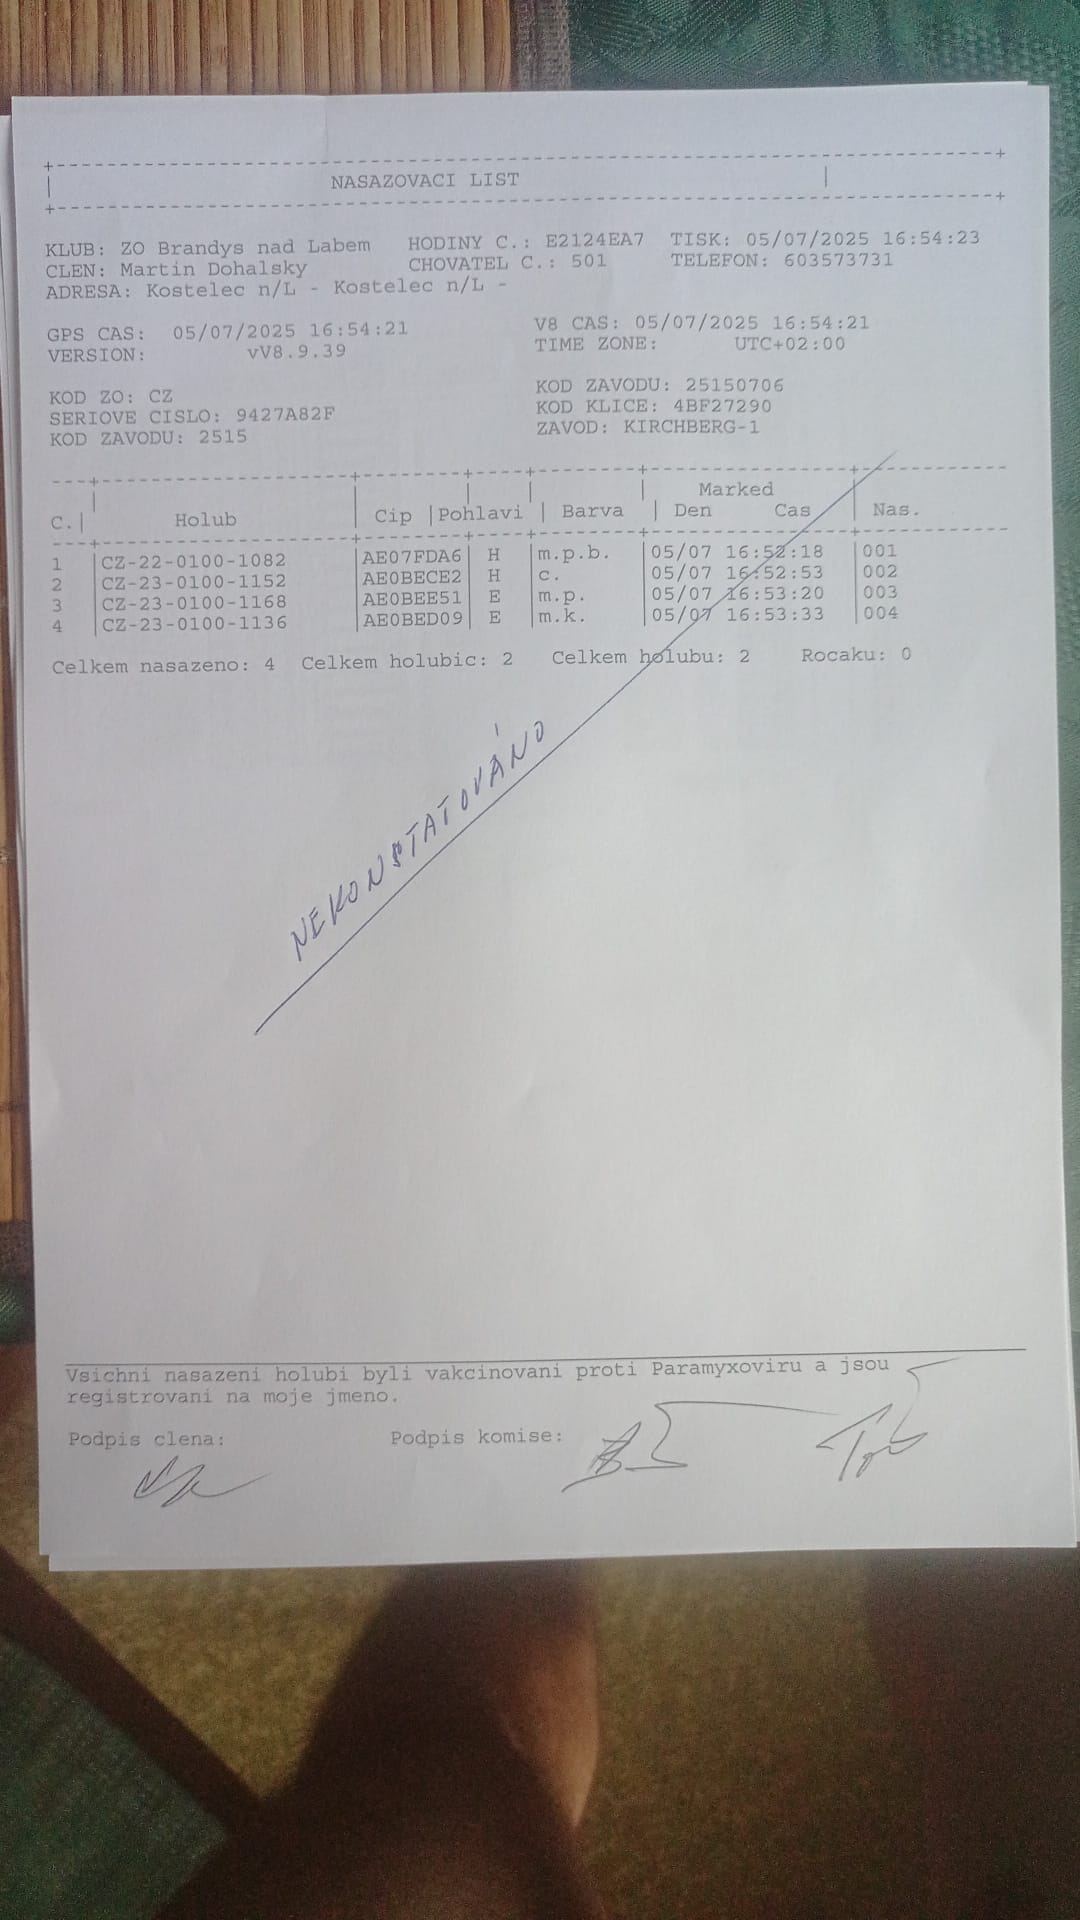 NASAZOVACI LIST
KLUB: ZO Brandys nad Labem HODINY C.: E2124EA7 TISK: 05/07/2025 16:54:23
CLEN: Martin Dohalsky CHOVATEL C.: 501 TELEFON: 603573731
ADRESA: Kostelec n/L - Kostelec n/L -
GPS CAS: 05/07/2025 16:54:21 V8 CAS: 05/07/2025 16:54:21
VERSION: vV8.9.39 TIME ZONE: UTC+02:00
KOD ZO: CZ KOD ZAVODU: 25150706
SERIOVE CISLO: 9427A82F KOD KLICE: 4BF27290
KOD ZAVODU: 2515 ZAVOD: KIRCHBERG-1
Marked
C.| Holub | Cip |Pohlavi | Barva | Den Cas | Nas.
1 |CZ-22-0100-1082 |AE07FDA6| H |m.p.b. |05/07 16:52:18 |001
2 |CZ-23-0100-1152 |AE0BECE2| H |c. |05/07 16:52:53 |002
3 |CZ-23-0100-1168 |AE0BEE51| E |m.p. |05/07 16:53:20 |003
4 |CZ-23-0100-1136 |AE0BED09| E |m.k. |05/07 16:53:33 |004
Celkem nasazeno: 4 Celkem holubic: 2 Celkem holubu: 2 Rocaku: 0
NEKONSTATOVÁNO
Vsichni nasazeni holubi byli vakcinovani proti Paramyxoviru a jsou
registrovani na moje jmeno.
Podpis clena: Podpis komise: